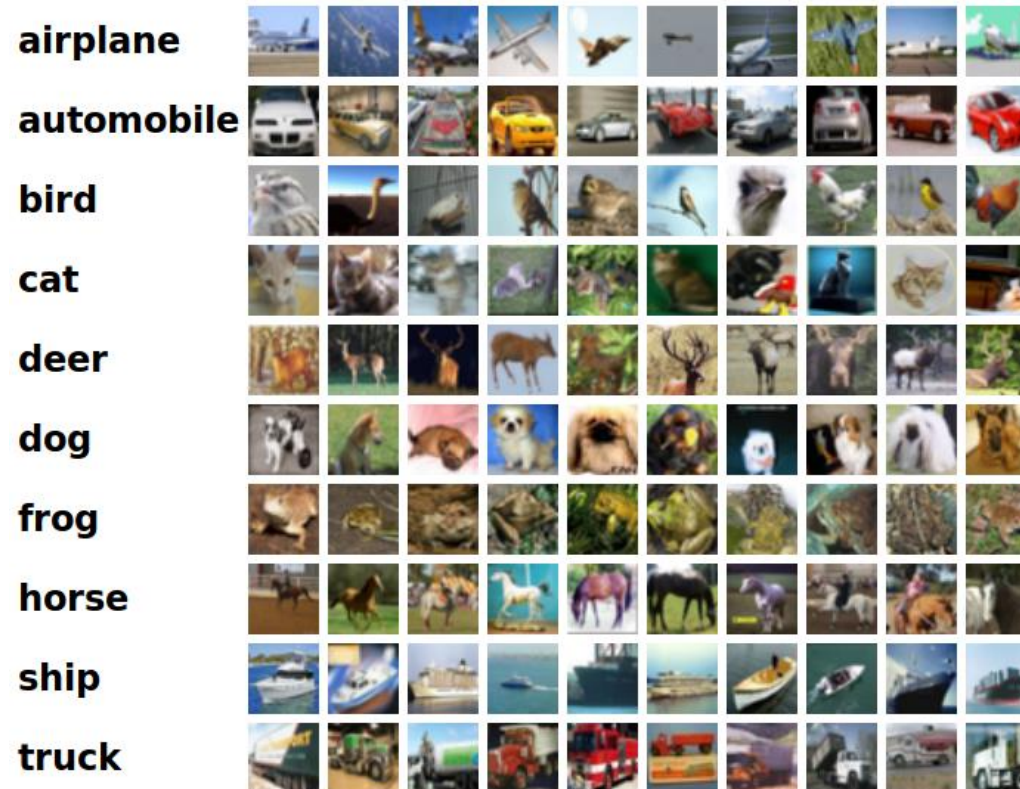 airplane
automobile
bird
cat
deer
dog
frog
horse
ship
truck